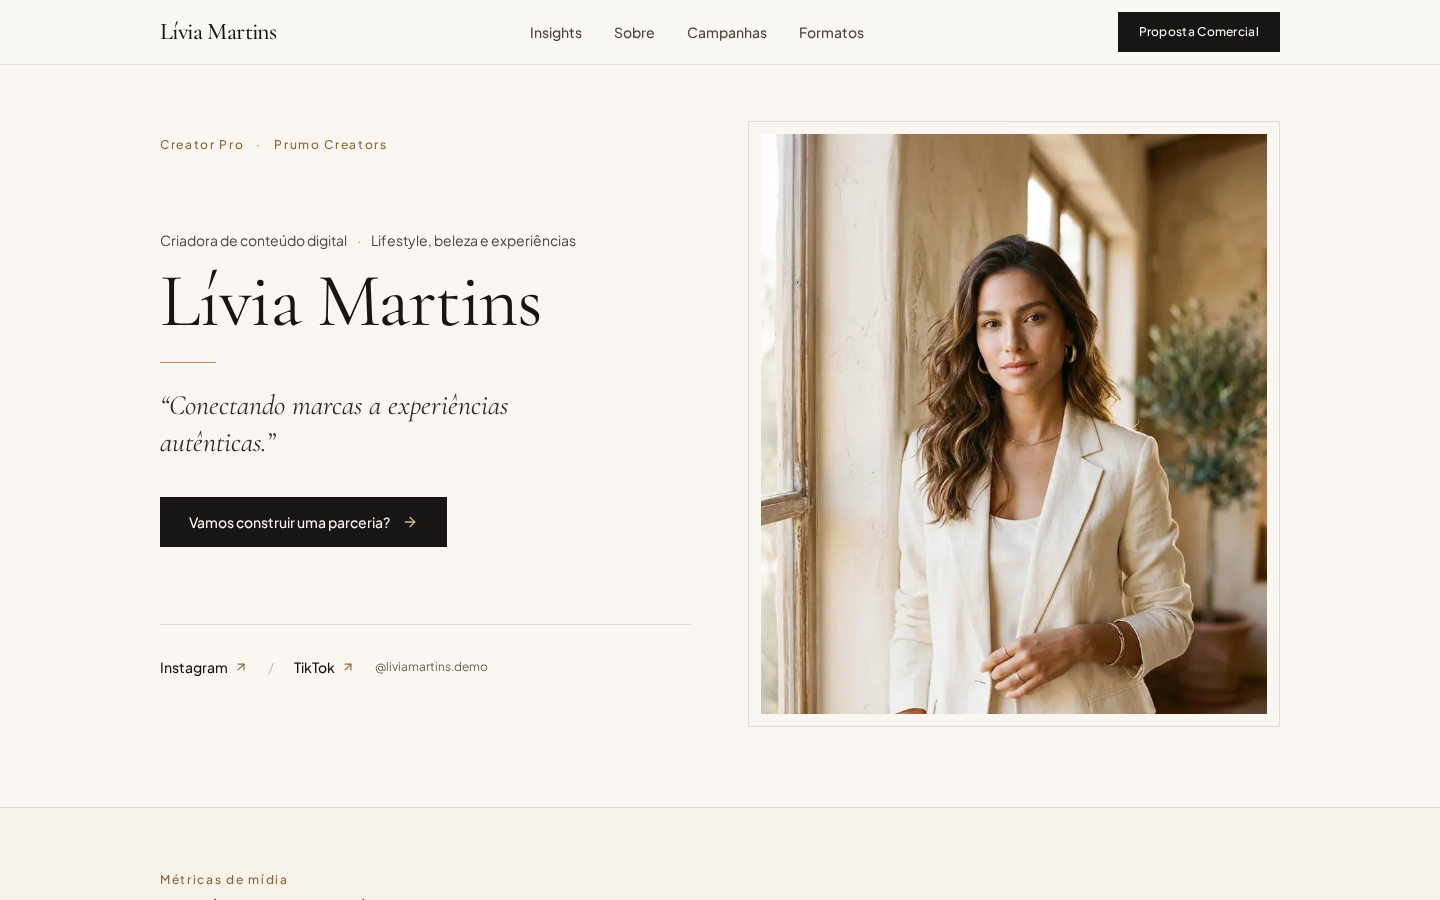 Lívia Martins
Insights
Sobre
Campanhas
Formatos
Proposta Comercial
Creator Pro · Prumo Creators
Criadora de conteúdo digital · Lifestyle, beleza e experiências
Lívia Martins
“Conectando marcas a experiências
autênticas.”
Vamos construir uma parceria? →
Instagram ↗ / TikTok ↗ @liviamartins.demo
Métricas de mídia